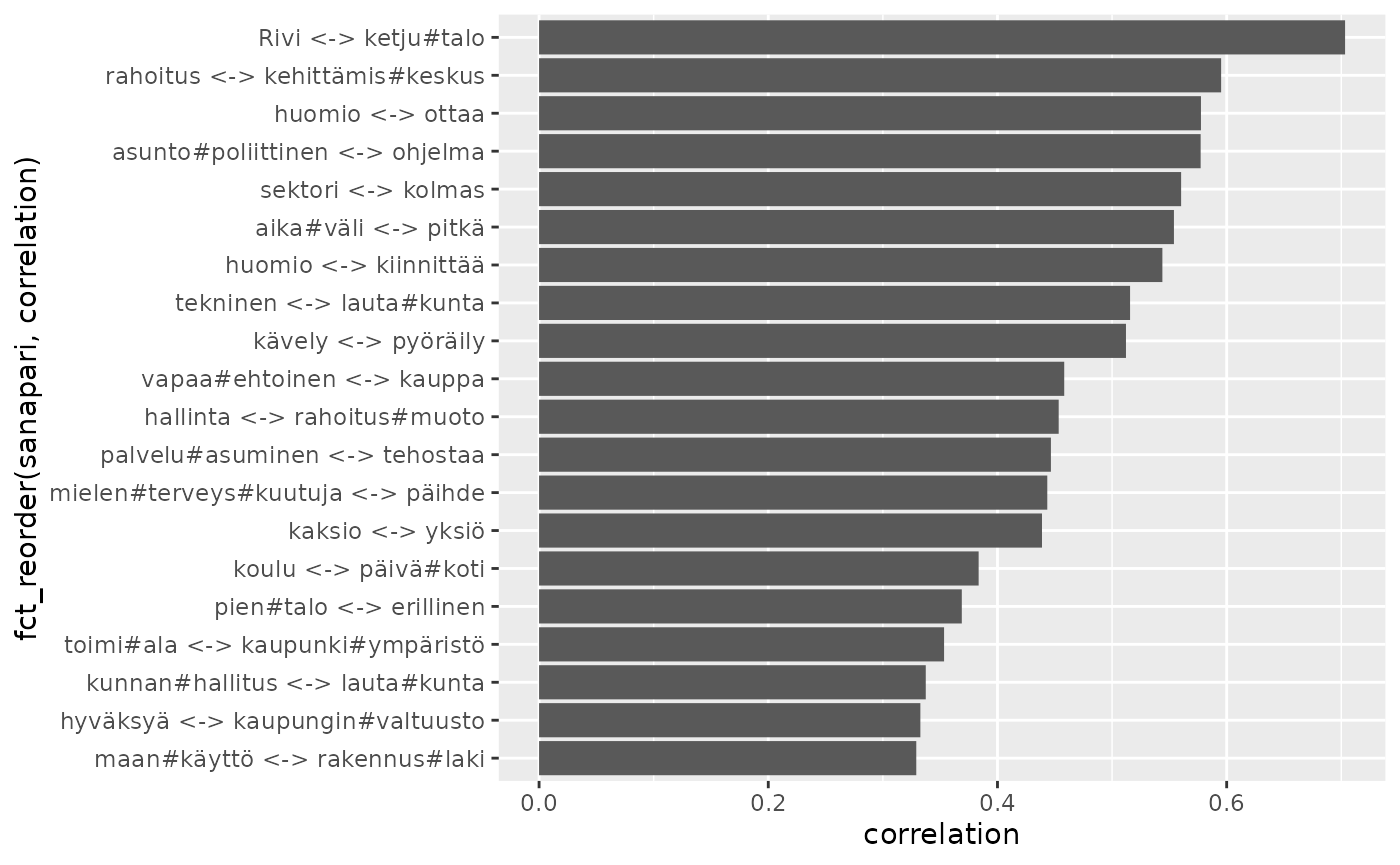 Rivi <-> ketju#talo
rahoitus <-> kehittämis#keskus
huomio <-> ottaa
asunto#poliittinen <-> ohjelma
sektori <-> kolmas
aika#väli <-> pitkä
huomio <-> kiinnittää
tekninen <-> lauta#kunta
kävely <-> pyöräily
vapaa#ehtoinen <-> kauppa
hallinta <-> rahoitus#muoto
palvelu#asuminen <-> tehostaa
mielen#terveys#kuutuja <-> päihde
kaksio <-> yksiö
koulu <-> päivä#koti
pien#talo <-> erillinen
toimi#ala <-> kaupunki#ympäristö
kunnan#hallitus <-> lauta#kunta
hyväksyä <-> kaupungin#valtuusto
maan#käyttö <-> rakennus#laki
fct_reorder(sanapari, correlation)
0.0 0.2 0.4 0.6
correlation